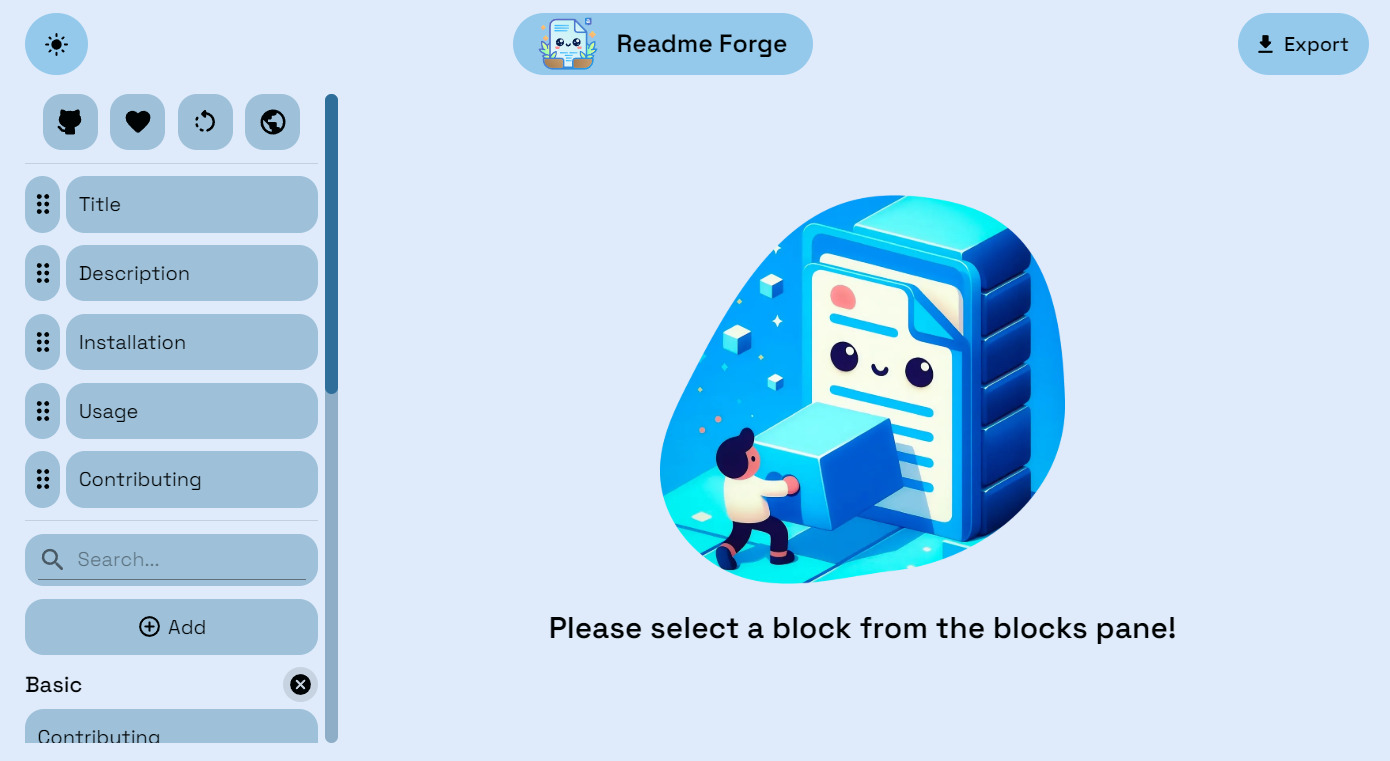 Readme Forge
Export
Title
Description
Installation
Usage
Contributing
Search...
Add
Basic
Contributing
Please select a block from the blocks pane!